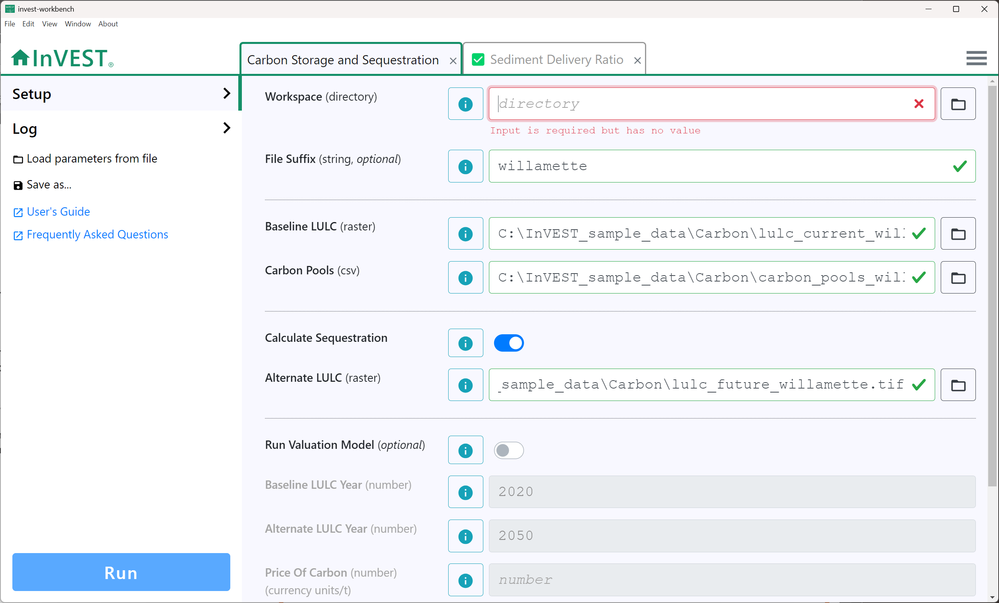 invest-workbench
File Edit View Window About
InVEST®
Carbon Storage and Sequestration
Sediment Delivery Ratio
Setup
Log
Load parameters from file
Save as...
User's Guide
Frequently Asked Questions
Run
Workspace (directory)
directory
Input is required but has no value
File Suffix (string, optional)
willamette
Baseline LULC (raster)
C:\InVEST_sample_data\Carbon\lulc_current_wil
Carbon Pools (csv)
C:\InVEST_sample_data\Carbon\carbon_pools_wil
Calculate Sequestration
Alternate LULC (raster)
_sample_data\Carbon\lulc_future_willamette.tif
Run Valuation Model (optional)
Baseline LULC Year (number)
2020
Alternate LULC Year (number)
2050
Price Of Carbon (number)
(currency units/t)
number